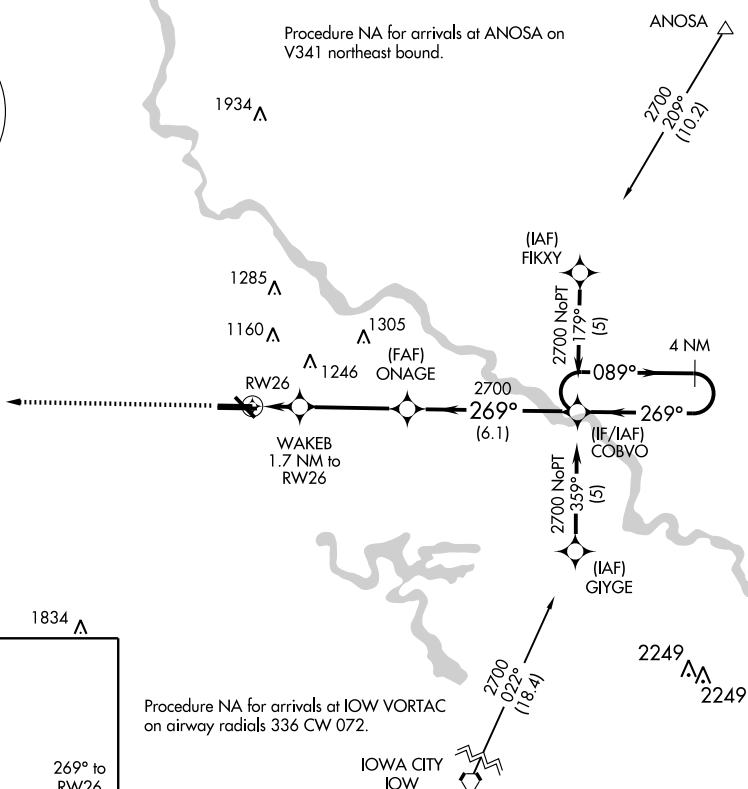 Procedure NA for arrivals at ANOSA on
V341 northeast bound.
ANOSA
2700
209°
(10.2)
1934
(IAF)
FIKXY
2700 NoPT
179°
(5)
1285
1160
1305
1246
(FAF)
ONAGE
4 NM
089°
RW26
2700
269°
(6.1)
269°
(IF/IAF)
COBVO
WAKEB
1.7 NM to
RW26
2700 NoPT
359°
(5)
(IAF)
GIYGE
1834
2249
2249
2700
022°
(18.4)
Procedure NA for arrivals at IOW VORTAC
on airway radials 336 CW 072.
IOWA CITY
IOW
269° to
RW26